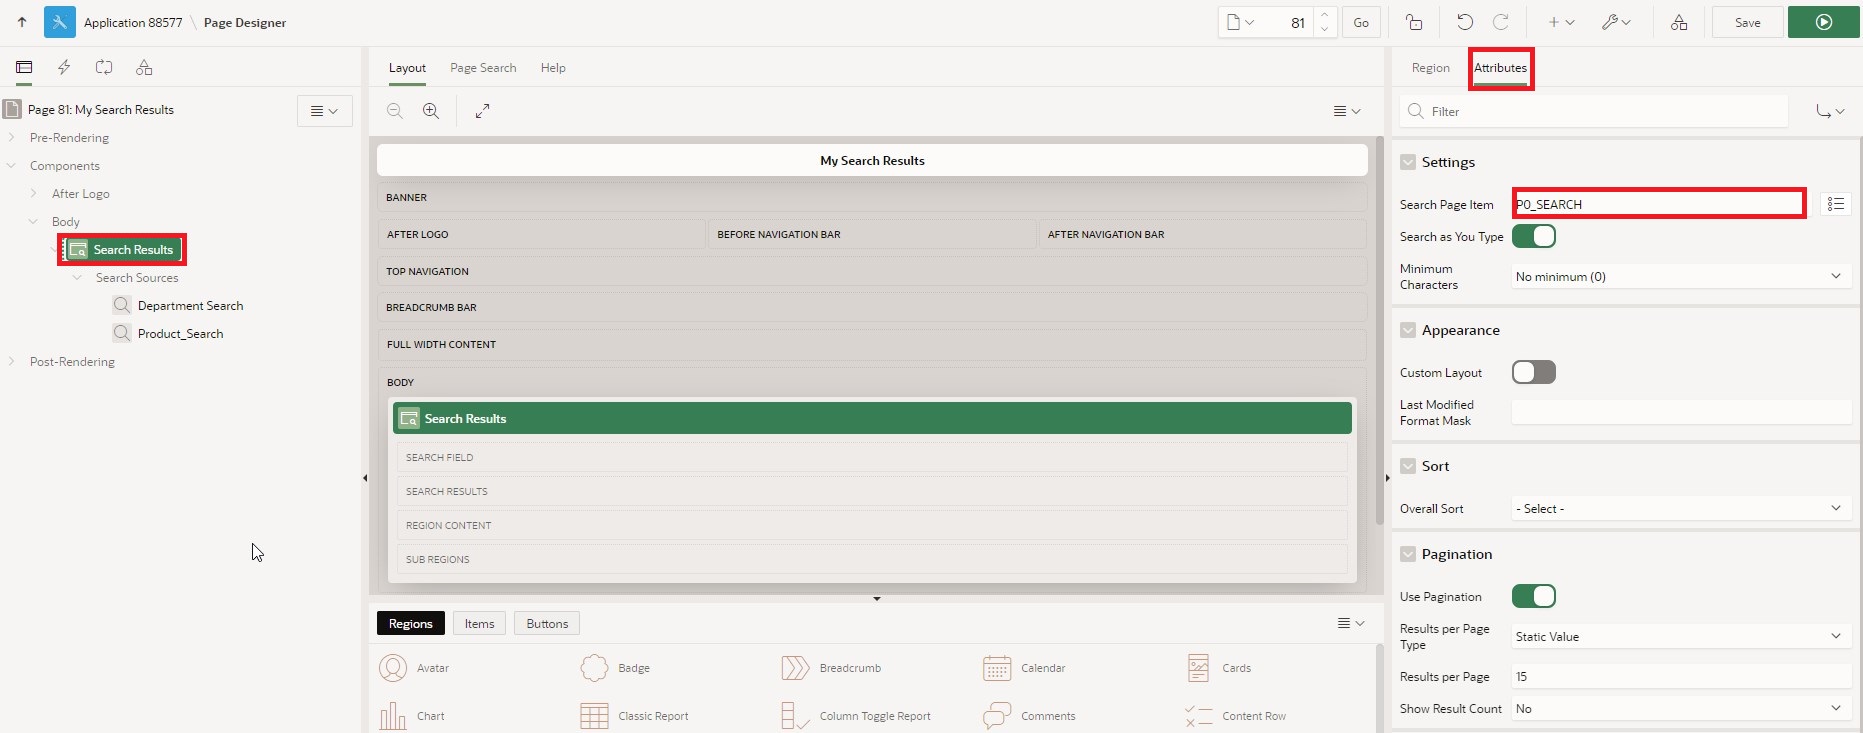 Application 88577 \ Page Designer
81
Go
Save
Page 81: My Search Results
Pre-Rendering
Components
After Logo
Body
Search Results
Search Sources
Department Search
Product_Search
Post-Rendering
Layout
Page Search
Help
My Search Results
BANNER
AFTER LOGO
BEFORE NAVIGATION BAR
AFTER NAVIGATION BAR
TOP NAVIGATION
BREADCRUMB BAR
FULL WIDTH CONTENT
BODY
Search Results
SEARCH FIELD
SEARCH RESULTS
REGION CONTENT
SUB REGIONS
Regions
Items
Buttons
Avatar
Badge
Breadcrumb
Calendar
Cards
Chart
Classic Report
Column Toggle Report
Comments
Content Row
Region
Attributes
Filter
Settings
Search Page Item
P0_SEARCH
Search as You Type
Minimum
Characters
No minimum (0)
Appearance
Custom Layout
Last Modified
Format Mask
Sort
Overall Sort
- Select -
Pagination
Use Pagination
Results per Page
Type
Static Value
Results per Page
15
Show Result Count
No